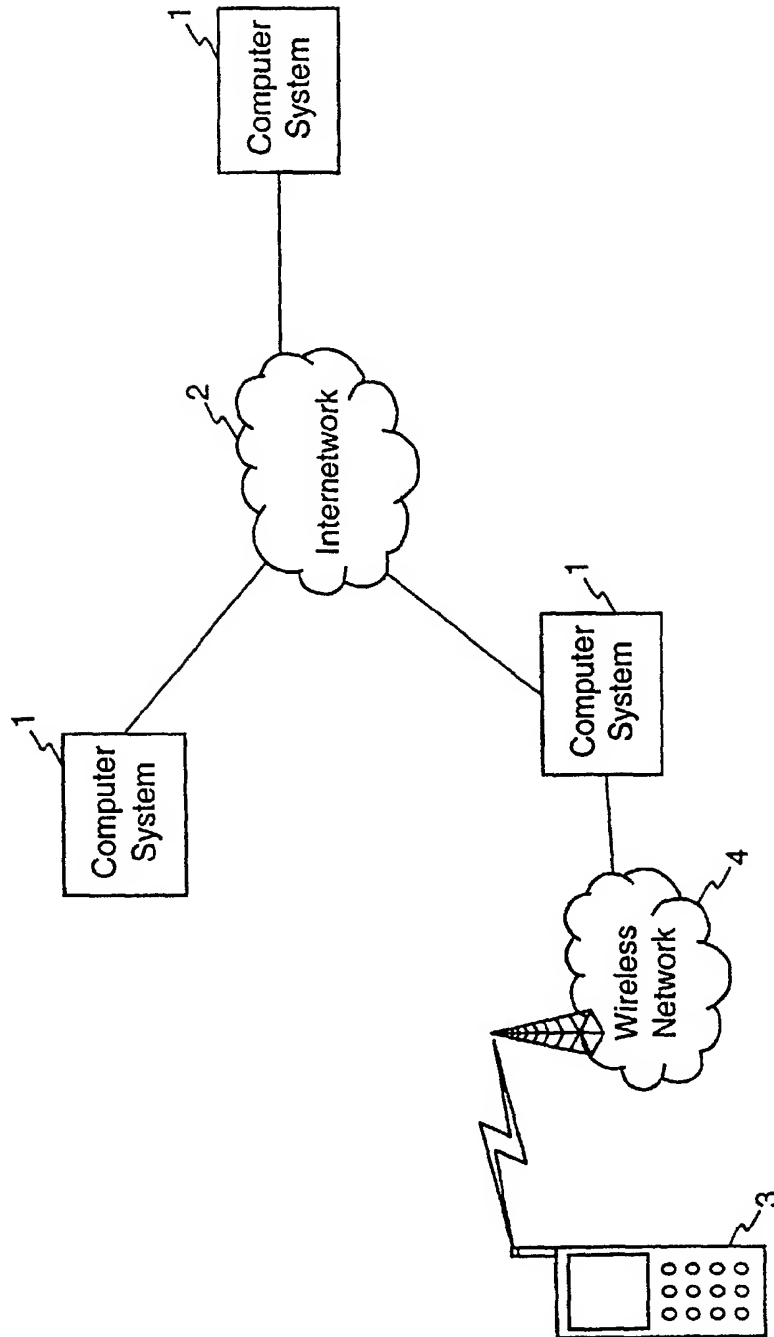 1
Computer
System
1
Computer
System
2
Internetwork
1
Computer
System
Wireless
Network
4
3